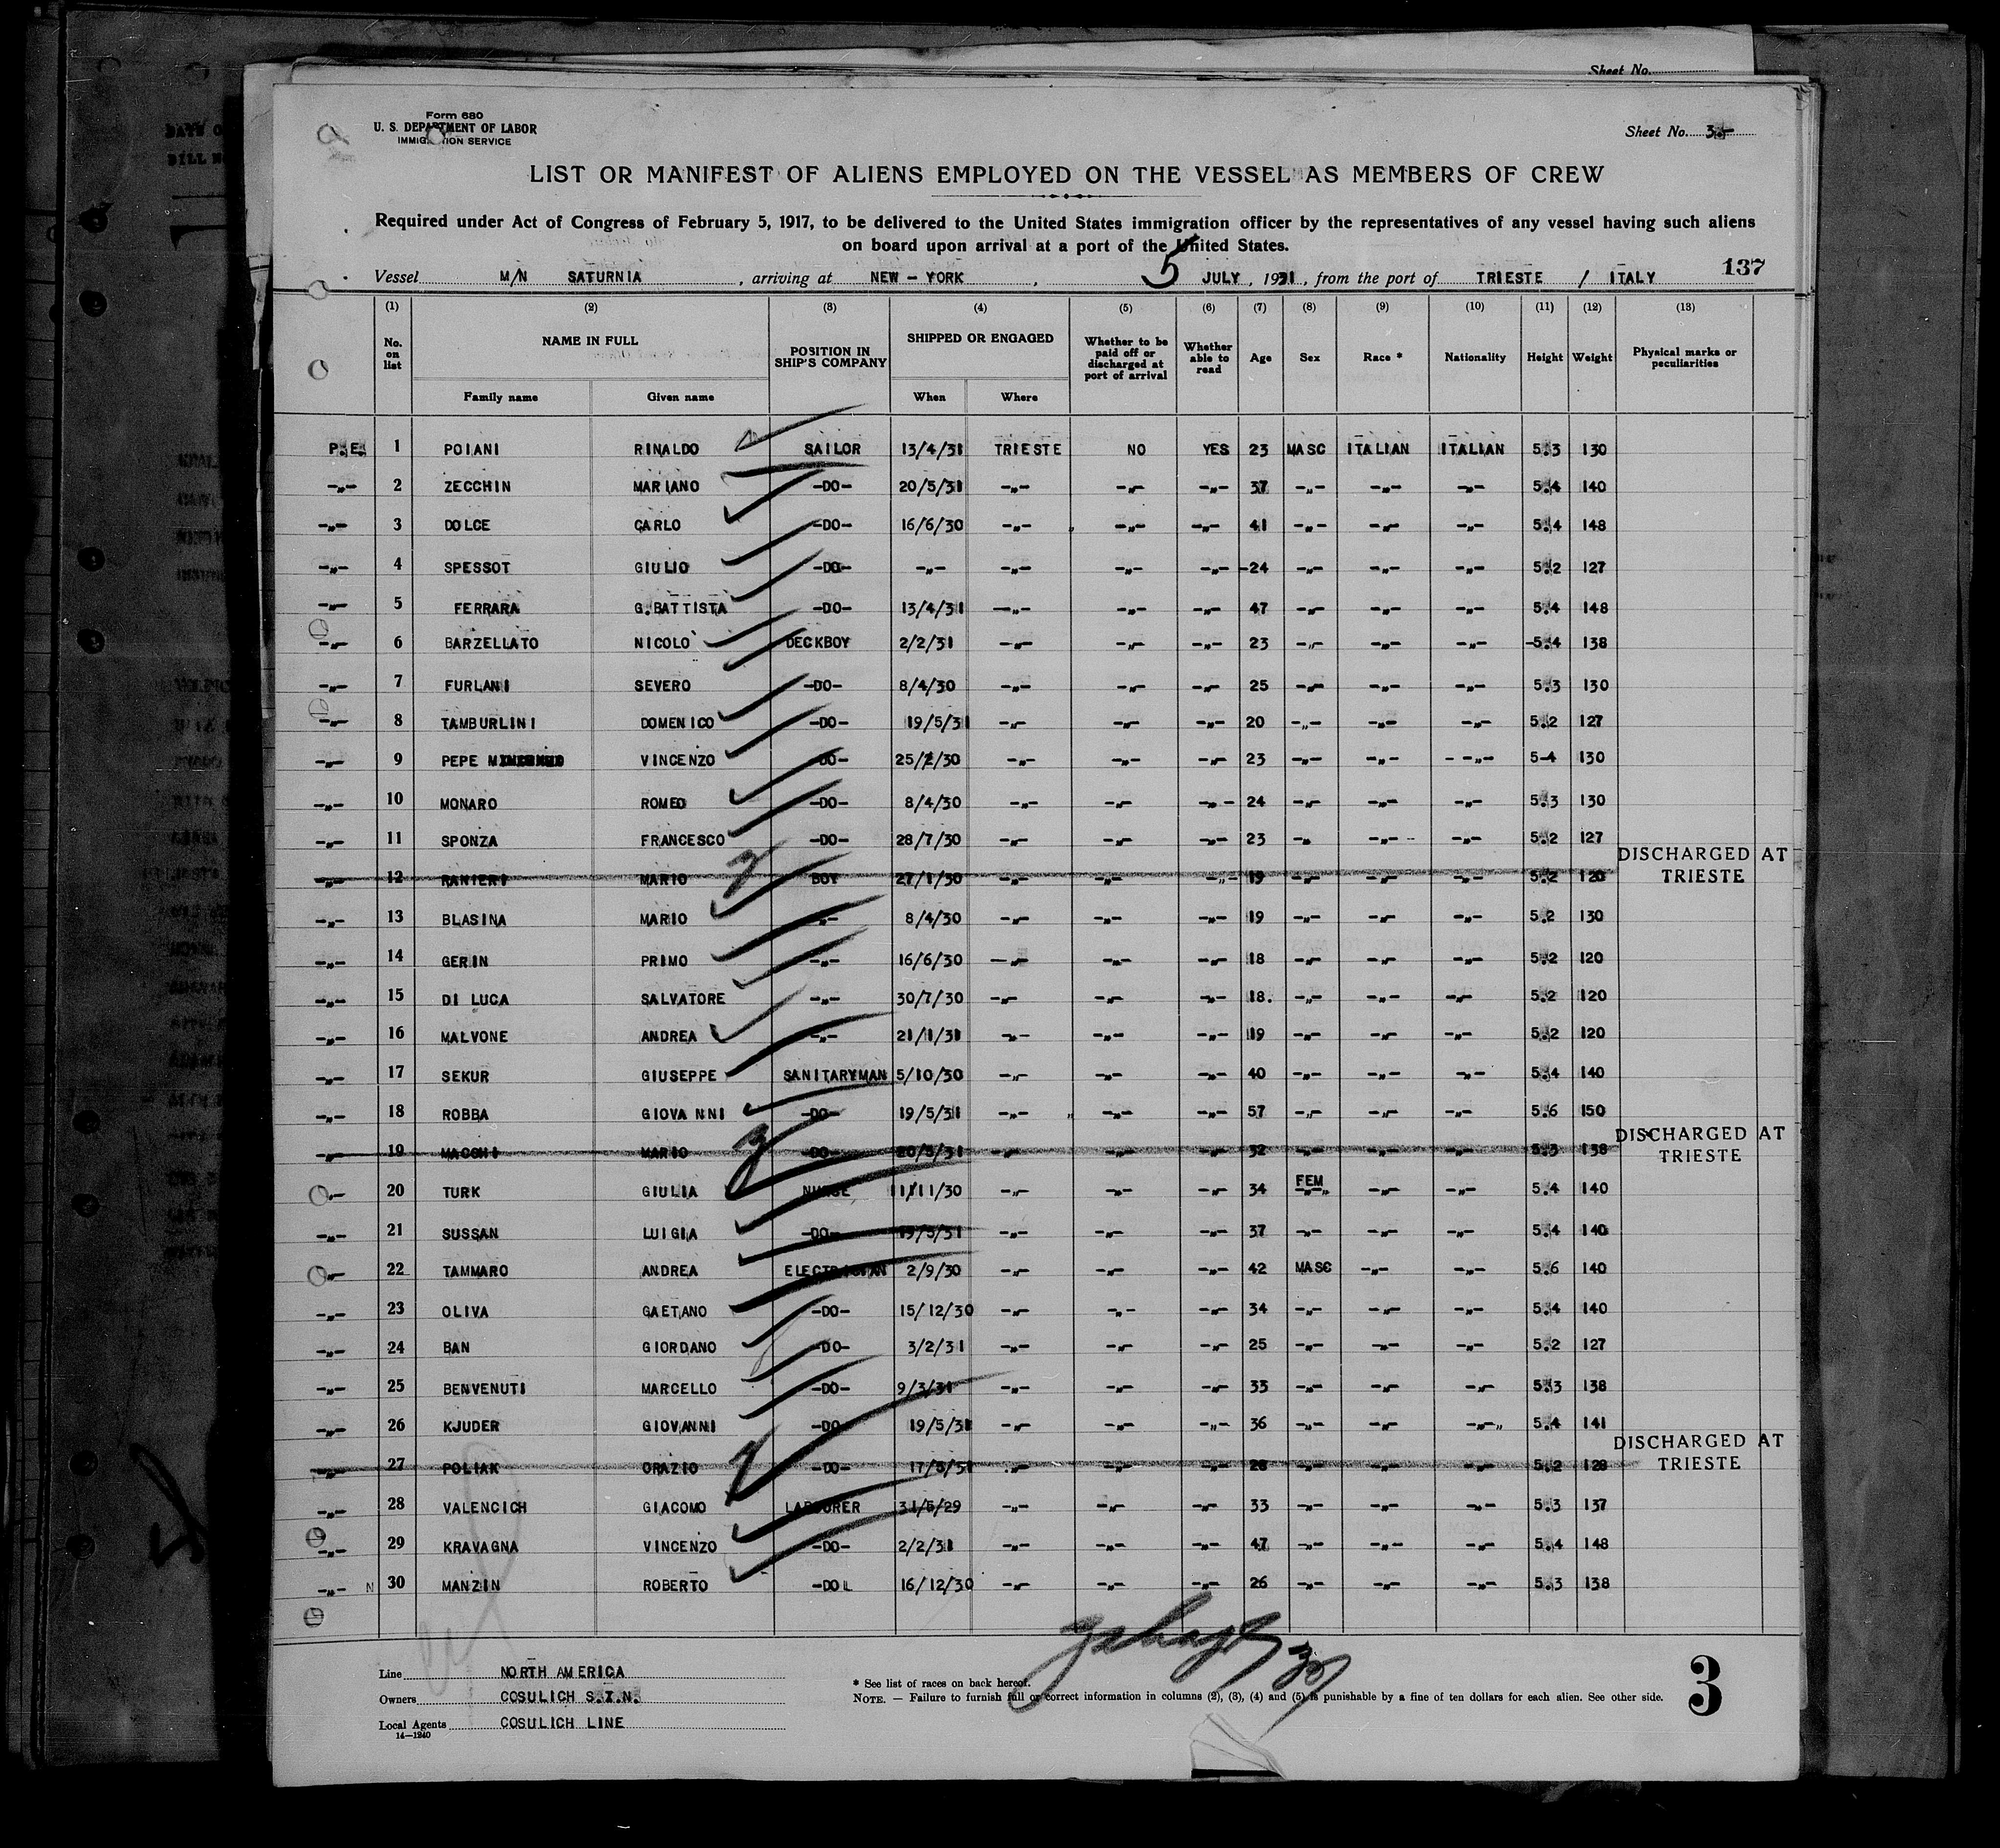 Sheet No.
Form 680
U. S. DEPARTMENT OF LABOR
IMMIGRATION SERVICE
Sheet No. 3
LIST OR MANIFEST OF ALIENS EMPLOYED ON THE VESSEL AS MEMBERS OF CREW
Required under Act of Congress of February 5, 1917, to be delivered to the United States immigration officer by the representatives of any vessel having such aliens
on board upon arrival at a port of the United States.
137
Vessel M/N SATURNIA, arriving at NEW-YORK, 5 JULY, 1931, from the port of TRIESTE / ITALY
(1) (2) (3) (4) (5) (6) (7) (8) (9) (10) (11) (12) (13)
No. on list NAME IN FULL POSITION IN SHIP'S COMPANY SHIPPED OR ENGAGED Whether to be paid off or discharged at port of arrival Whether able to read Age Sex Race * Nationality Height Weight Physical marks or peculiarities
Family name Given name When Where
P.E. 1 POIANI RINALDO SAILOR 13/4/31 TRIESTE NO YES 23 MASC ITALIAN ITALIAN 5.3 130
-"- 2 ZECCHIN MARIANO -DO- 20/5/31 -"- -"- -"- 37 -"- -"- -"- 5.4 140
-"- 3 DOLCE CARLO -DO- 16/6/30 -"- -"- -"- 41 -"- -"- -"- 5.4 148
-"- 4 SPESSOT GIULIO -DO- -"- -"- -"- -"- -24 -"- -"- -"- 5.2 127
-"- 5 FERRARA G.BATTISTA -DO- 13/4/31 -"- -"- -"- 47 -"- -"- -"- 5.4 148
-"- 6 BARZELLATO NICOLO' DECKBOY 2/2/31 -"- -"- -"- 23 -"- -"- -"- -5.4 138
-"- 7 FURLANI SEVERO -DO- 8/4/30 -"- -"- -"- 25 -"- -"- -"- 5.3 130
-"- 8 TAMBURLINI DOMENICO -DO- 19/5/31 -"- -"- -"- 20 -"- -"- -"- 5.2 127
-"- 9 PEPE VINCENZO -DO- 25/2/30 -"- -"- -"- 23 -"- -"- - -"- 5-4 130
-"- 10 MONARO ROMEO -DO- 8/4/30 -"- -"- -"- 24 -"- -"- -"- 5.3 130
-"- 11 SPONZA FRANCESCO -DO- 28/7/30 -"- -"- -"- 23 -"- -"- -"- 5.2 127
-"- 12 RANIERI MARIO BOY 27/1/30 -"- -"- -"- 19 -"- -"- -"- 5.2 120 DISCHARGED AT TRIESTE
-"- 13 BLASINA MARIO -"- 8/4/30 -"- -"- -"- 19 -"- -"- -"- 5.2 130
-"- 14 GERIN PRIMO -"- 16/6/30 -"- -"- -"- 18 -"- -"- -"- 5.2 120
-"- 15 DI LUCA SALVATORE -"- 30/7/30 -"- -"- -"- 18. -"- -"- -"- 5.2 120
-"- 16 MALVONE ANDREA -"- 21/1/31 -"- -"- -"- 19 -"- -"- -"- 5.2 120
-"- 17 SEKUR GIUSEPPE SANITARYMAN 5/10/30 -"- -"- -"- 40 -"- -"- -"- 5.4 140
-"- 18 ROBBA GIOVANNI -DO- 19/5/31 -"- -"- -"- 57 -"- -"- -"- 5.6 150
-"- 19 MACCHI MARIO -DO- 20/5/31 -"- -"- -"- 32 -"- -"- -"- 5.3 138 DISCHARGED AT TRIESTE
-"- 20 TURK GIULIA NURSE 11/11/30 -"- -"- -"- 34 FEM -"- -"- -"- 5.4 140
-"- 21 SUSSAN LUIGIA -DO- 19/5/31 -"- -"- -"- 37 -"- -"- -"- 5.4 140
-"- 22 TAMMARO ANDREA ELECTRICIAN 2/9/30 -"- -"- -"- 42 MASC -"- -"- 5.6 140
-"- 23 OLIVA GAETANO -DO- 15/12/30 -"- -"- -"- 34 -"- -"- -"- 5.4 140
-"- 24 BAN GIORDANO -DO- 3/2/31 -"- -"- -"- 25 -"- -"- -"- 5.2 127
-"- 25 BENVENUTI MARCELLO -DO- 9/3/31 -"- -"- -"- 33 -"- -"- -"- 5.3 138
-"- 26 KJUDER GIOVANNI -DO- 19/5/31 -"- -"- -"- 36 -"- -"- -"- 5.4 141
-"- 27 POLIAK ORAZIO -DO- -"- -"- -"- -"- -"- -"- 5.2 128 DISCHARGED AT TRIESTE
-"- 28 VALENCICH GIACOMO LABOURER 31/5/29 -"- -"- -"- 33 -"- -"- -"- 5.3 137
-"- 29 KRAVAGNA VINCENZO -DO- 2/2/31 -"- -"- -"- 47 -"- -"- -"- 5.4 148
-"- N 30 MANZIN ROBERTO -DO 16/12/30 -"- -"- -"- 26 -"- -"- -"- 5.3 138
Line NORTH AMERICA
Owners COSULICH S.T.N.
Local Agents COSULICH LINE
14-1240
* See list of races on back hereof.
NOTE. — Failure to furnish full or correct information in columns (2), (3), (4) and (5) is punishable by a fine of ten dollars for each alien. See other side.
3